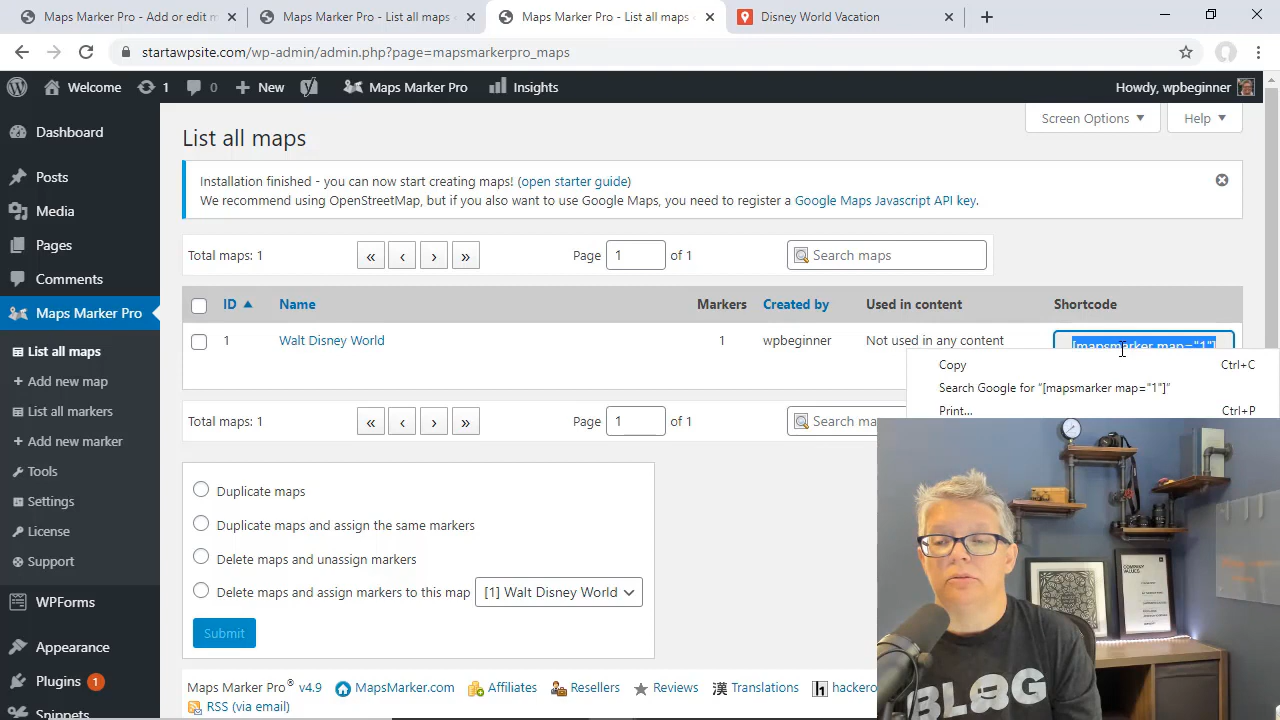 Maps Marker Pro - Add or edit m
Maps Marker Pro - List all maps
Maps Marker Pro - List all maps
Disney World Vacation
startawpsite.com/wp-admin/admin.php?page=mapsmarkerpro_maps
Welcome 1 0 New Maps Marker Pro Insights Howdy, wpbeginner
Screen Options Help
Dashboard
Posts
Media
Pages
Comments
Maps Marker Pro
List all maps
Add new map
List all markers
Add new marker
Tools
Settings
License
Support
WPForms
Appearance
Plugins 1
Snippets
List all maps
Installation finished - you can now start creating maps! (open starter guide)
We recommend using OpenStreetMap, but if you also want to use Google Maps, you need to register a Google Maps Javascript API key.
Total maps: 1 « ‹ › » Page 1 of 1 Search maps
ID Name Markers Created by Used in content Shortcode
1 Walt Disney World 1 wpbeginner Not used in any content [mapsmarker map="1"]
Copy Ctrl+C
Search Google for “[mapsmarker map="1"]”
Print... Ctrl+P
Total maps: 1 « ‹ › » Page 1 of 1 Search ma
Duplicate maps
Duplicate maps and assign the same markers
Delete maps and unassign markers
Delete maps and assign markers to this map [1] Walt Disney World
Submit
Maps Marker Pro® v4.9 MapsMarker.com Affiliates Resellers Reviews 漢 Translations h hackero
RSS (via email)
COMPANY
VALUES
BLOG